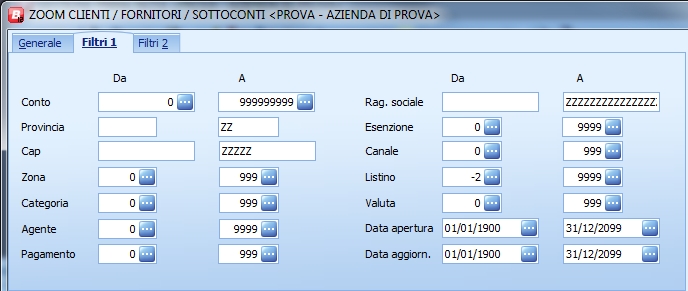 ZOOM CLIENTI / FORNITORI / SOTTOCONTI <PROVA - AZIENDA DI PROVA>
Generale Filtri 1 Filtri 2
Da A Da A
Conto 0 ... 999999999 ... Rag. sociale ZZZZZZZZZZZZZZZ
Provincia ZZ Esenzione 0 ... 9999 ...
Cap ZZZZZ Canale 0 ... 999 ...
Zona 0 ... 999 ... Listino -2 ... 9999 ...
Categoria 0 ... 999 ... Valuta 0 ... 999 ...
Agente 0 ... 9999 ... Data apertura 01/01/1900 ... 31/12/2099 ...
Pagamento 0 ... 999 ... Data aggiorn. 01/01/1900 ... 31/12/2099 ...